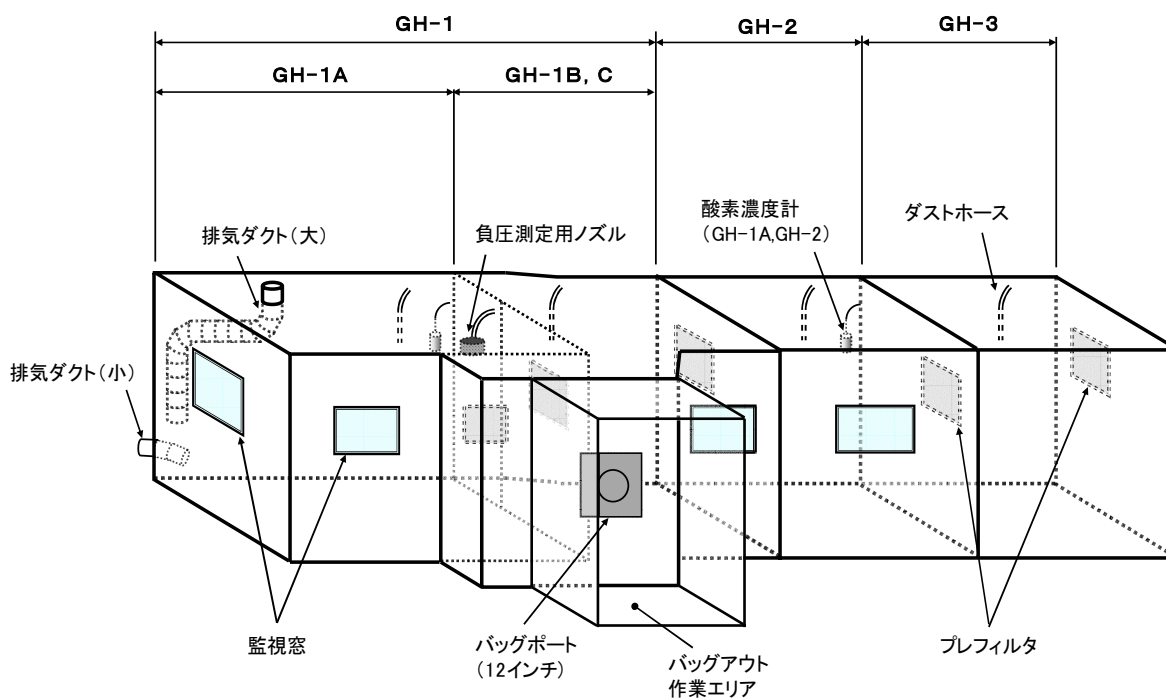 GH-1
GH-2
GH-3
GH-1A
GH-1B, C
排気ダクト(大)
負圧測定用ノズル
酸素濃度計
(GH-1A,GH-2)
ダストホース
排気ダクト(小)
監視窓
バッグポート
(12インチ)
バッグアウト
作業エリア
プレフィルタ